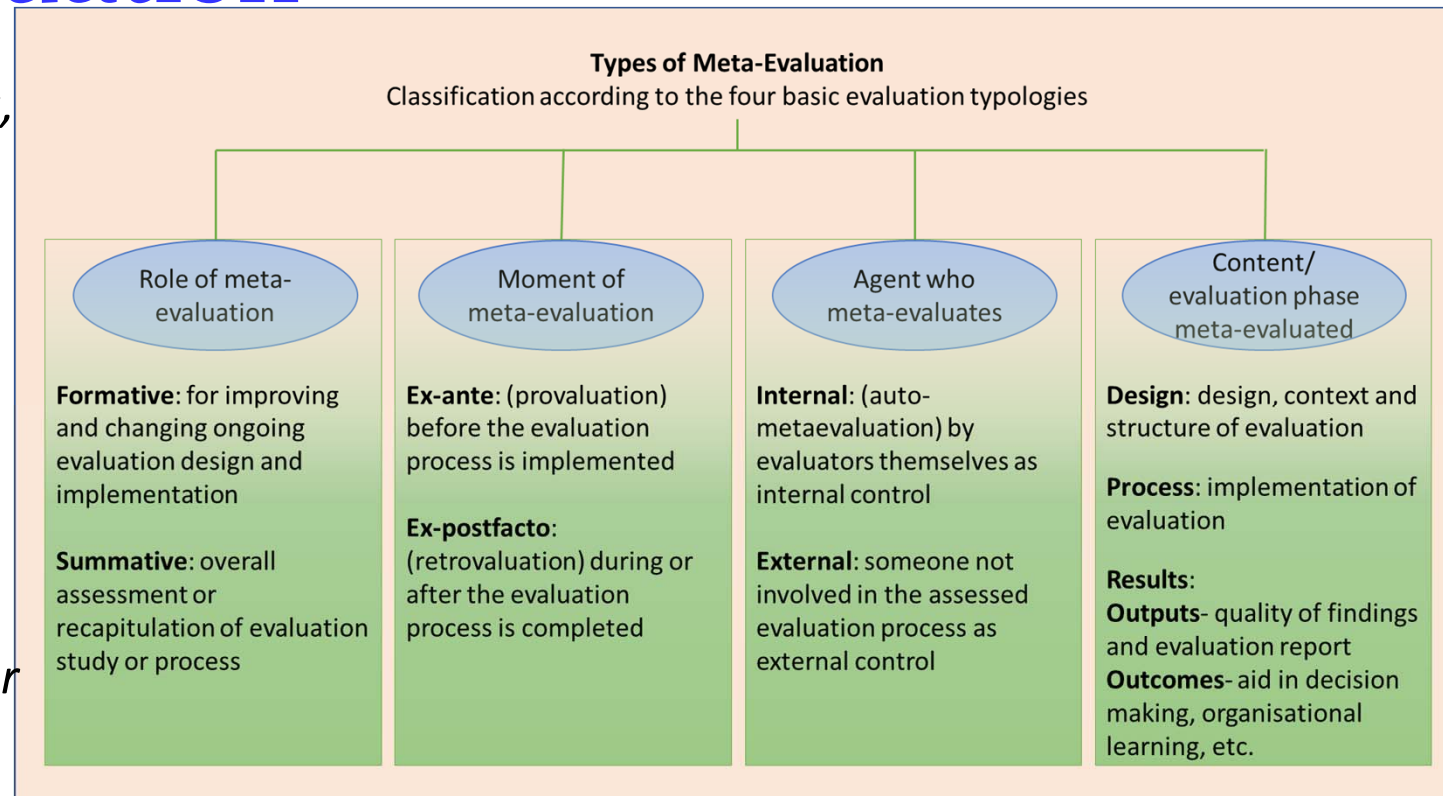 Types of Meta-Evaluation
Classification according to the four basic evaluation typologies
Role of meta-
evaluation
Formative: for improving
and changing ongoing
evaluation design and
implementation
Summative: overall
assessment or
recapitulation of evaluation
study or process
Moment of
meta-evaluation
Ex-ante: (provaluation)
before the evaluation
process is implemented
Ex-postfacto:
(retrovaluation) during or
after the evaluation
process is completed
Agent who
meta-evaluates
Internal: (auto-
metaevaluation) by
evaluators themselves as
internal control
External: someone not
involved in the assessed
evaluation process as
external control
Content/
evaluation phase
meta-evaluated
Design: design, context and
structure of evaluation
Process: implementation of
evaluation
Results:
Outputs- quality of findings
and evaluation report
Outcomes- aid in decision
making, organisational
learning, etc.